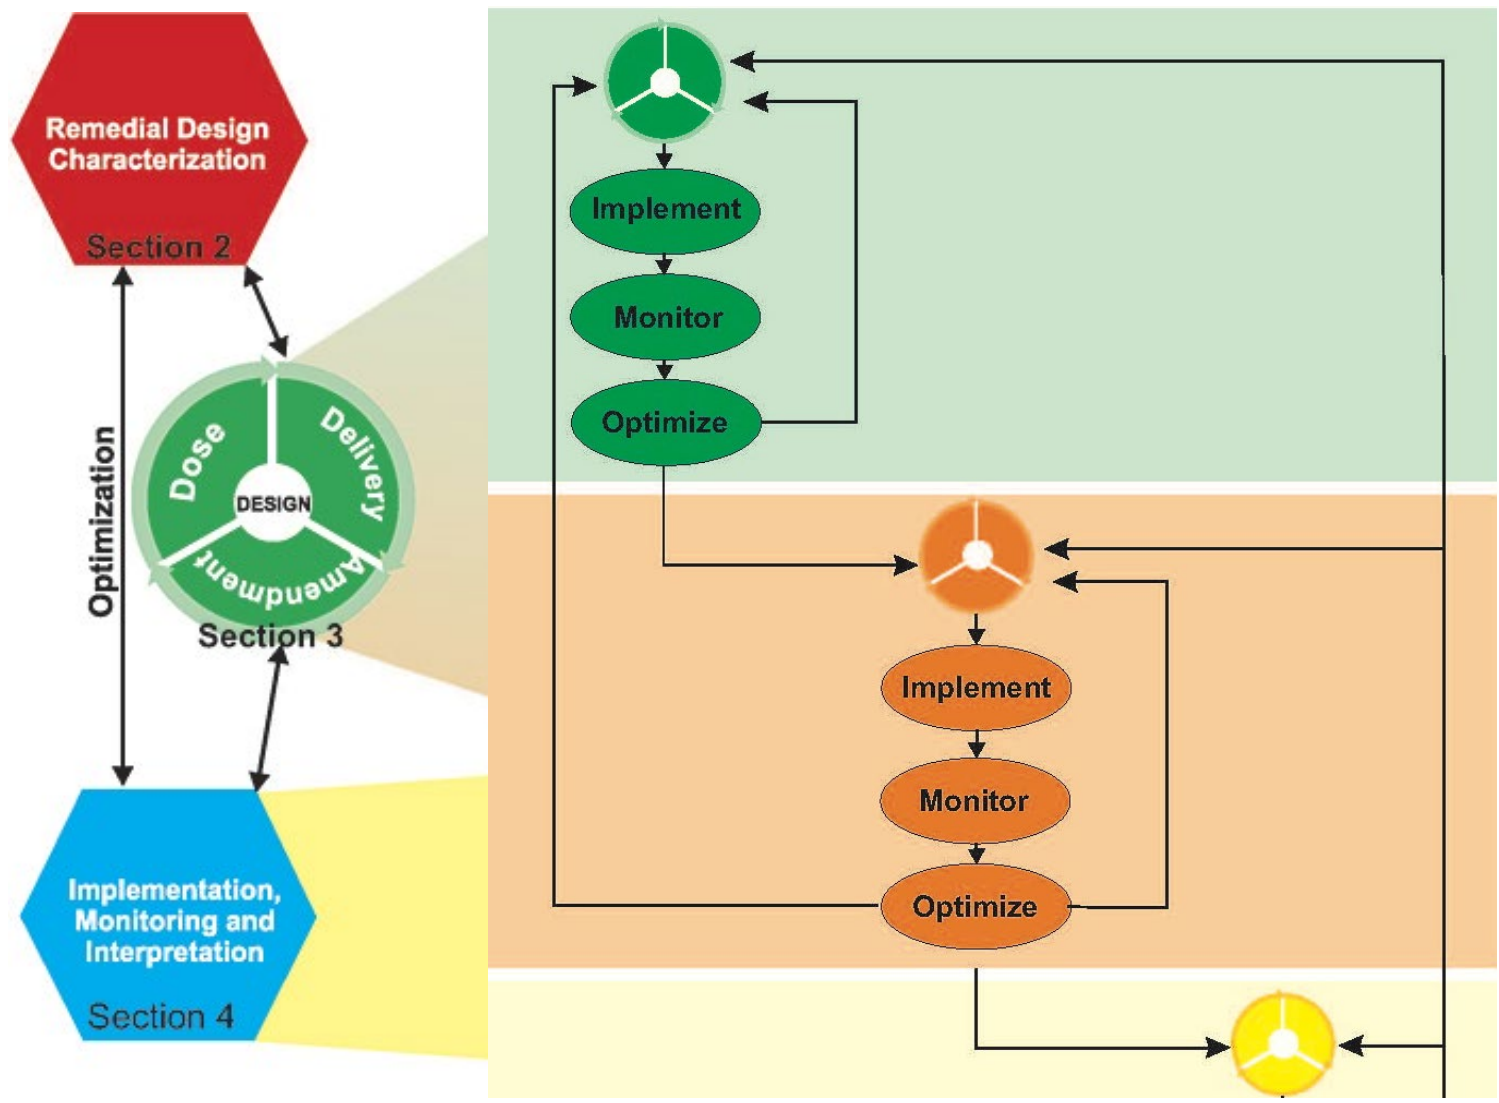 Remedial Design
Characterization
Section 2
Optimization
Dose
Delivery
Amendment
DESIGN
Section 3
Implementation,
Monitoring and
Interpretation
Section 4
Implement
Monitor
Optimize
Implement
Monitor
Optimize